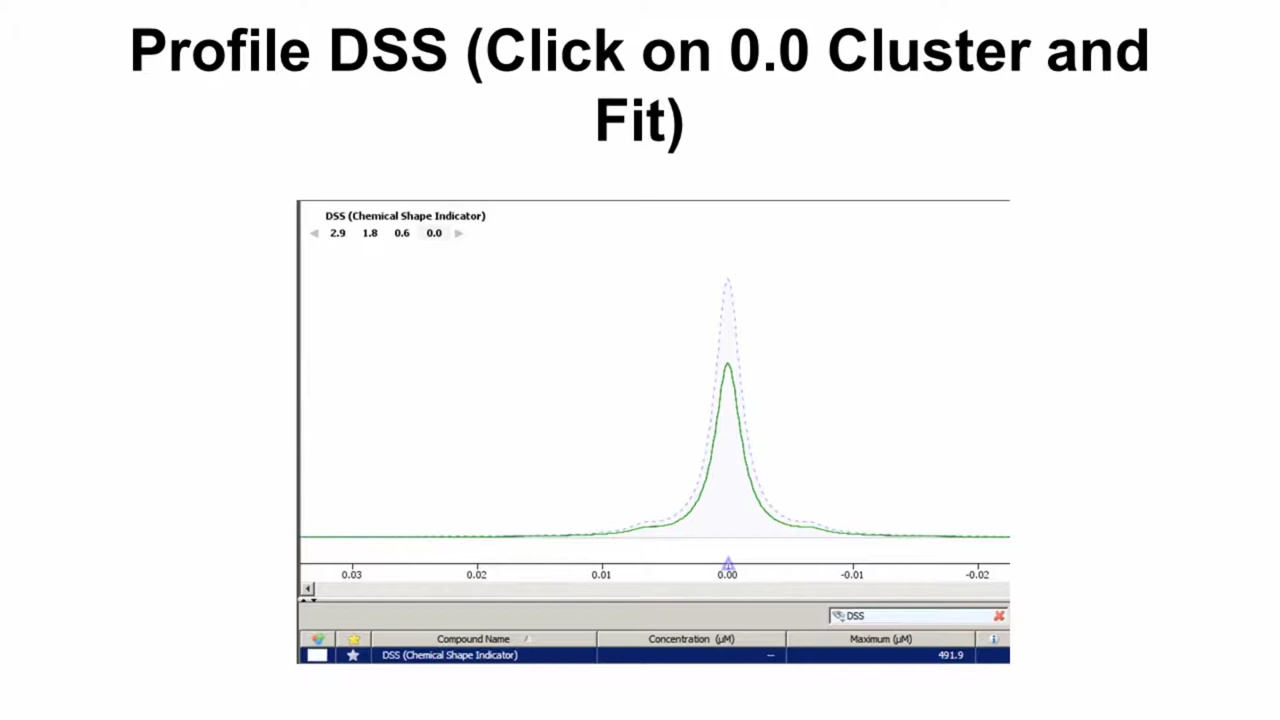 Profile DSS (Click on 0.0 Cluster and
Fit)
DSS (Chemical Shape Indicator)
2.9 1.8 0.6 0.0
0.03 0.02 0.01 0.00 -0.01 -0.02
DSS
Compound Name Concentration (µM) Maximum (µM)
DSS (Chemical Shape Indicator) -- 491.9